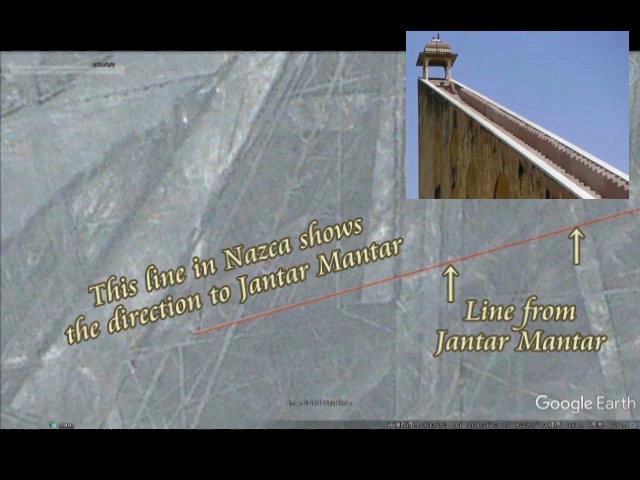 This line in Nazca shows
the direction to Jantar Mantar
Line from
Jantar Mantar
Google Earth